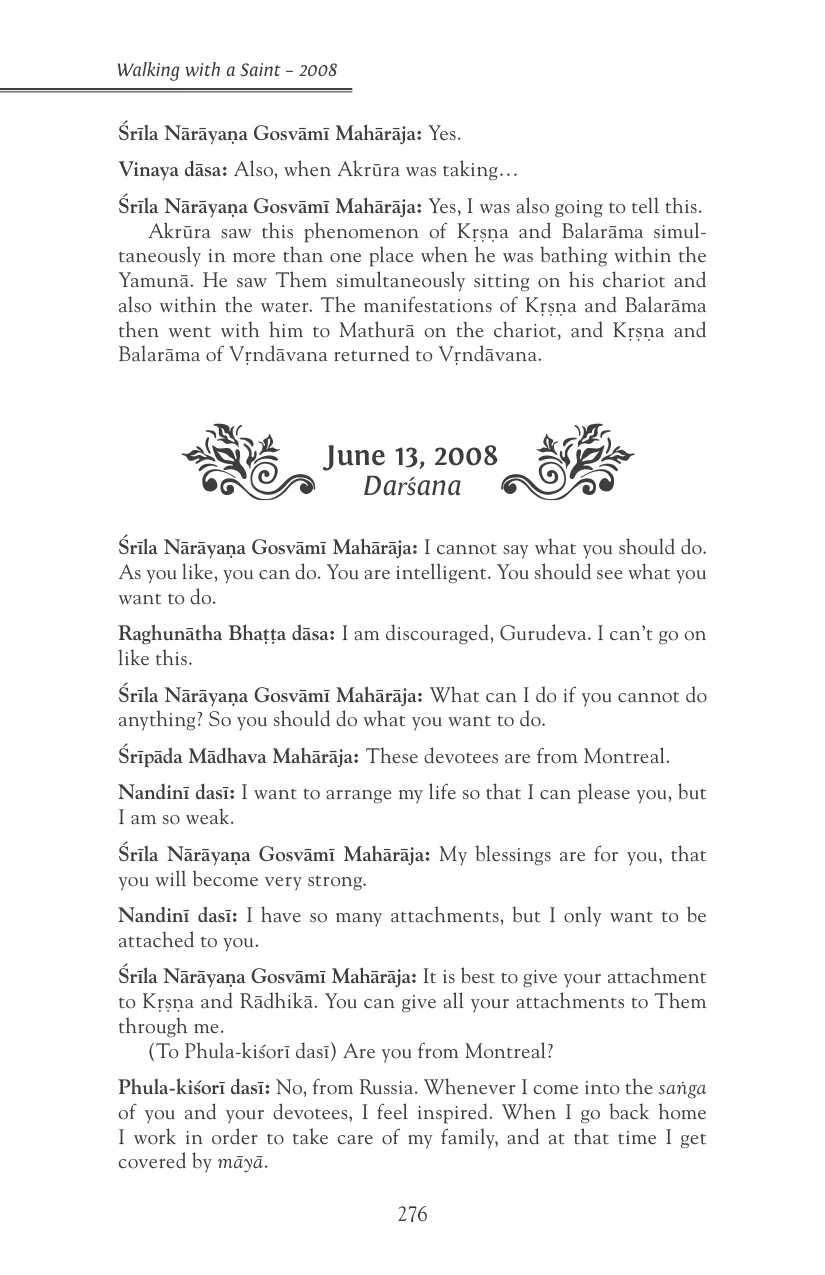 Walking with a Saint – 2008
Śrīla Nārāyaṇa Gosvāmī Mahārāja: Yes.
Vinaya dāsa: Also, when Akrūra was taking…
Śrīla Nārāyaṇa Gosvāmī Mahārāja: Yes, I was also going to tell this.
Akrūra saw this phenomenon of Kṛṣṇa and Balarāma simul-
taneously in more than one place when he was bathing within the
Yamunā. He saw Them simultaneously sitting on his chariot and
also within the water. The manifestations of Kṛṣṇa and Balarāma
then went with him to Mathurā on the chariot, and Kṛṣṇa and
Balarāma of Vṛndāvana returned to Vṛndāvana.
June 13, 2008
Darśana
Śrīla Nārāyaṇa Gosvāmī Mahārāja: I cannot say what you should do.
As you like, you can do. You are intelligent. You should see what you
want to do.
Raghunātha Bhaṭṭa dāsa: I am discouraged, Gurudeva. I can’t go on
like this.
Śrīla Nārāyaṇa Gosvāmī Mahārāja: What can I do if you cannot do
anything? So you should do what you want to do.
Śrīpāda Mādhava Mahārāja: These devotees are from Montreal.
Nandinī dasī: I want to arrange my life so that I can please you, but
I am so weak.
Śrīla Nārāyaṇa Gosvāmī Mahārāja: My blessings are for you, that
you will become very strong.
Nandinī dasī: I have so many attachments, but I only want to be
attached to you.
Śrīla Nārāyaṇa Gosvāmī Mahārāja: It is best to give your attachment
to Kṛṣṇa and Rādhikā. You can give all your attachments to Them
through me.
(To Phula-kiśorī dasī) Are you from Montreal?
Phula-kiśorī dasī: No, from Russia. Whenever I come into the saṅga
of you and your devotees, I feel inspired. When I go back home
I work in order to take care of my family, and at that time I get
covered by māyā.
276